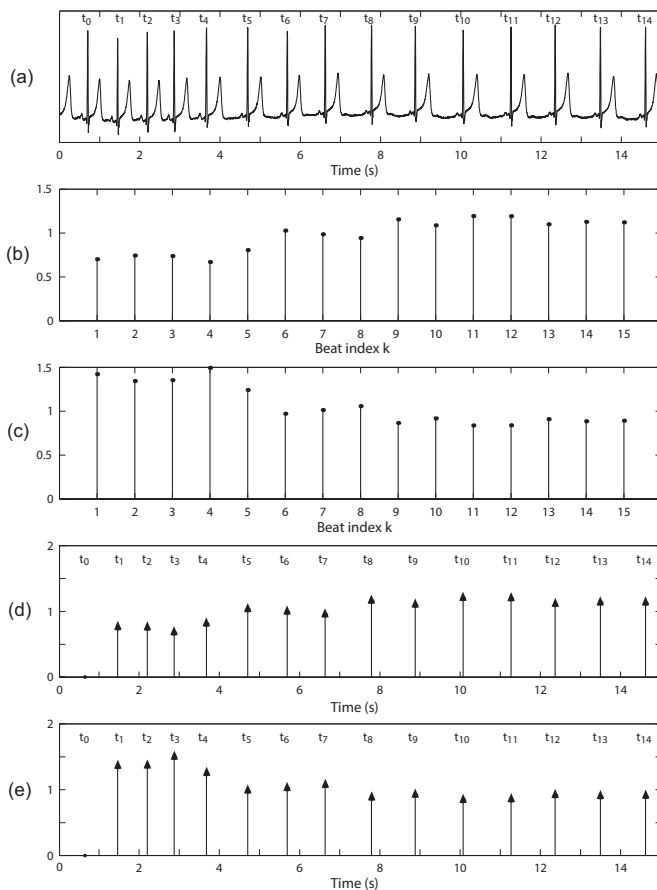 t0 t1 t2 t3 t4 t5 t6 t7 t8 t9 t10 t11 t12 t13 t14
(a)
0 2 4 6 8 10 12 14
Time (s)
1.5
(b)
1
0.5
0
1 2 3 4 5 6 7 8 9 10 11 12 13 14 15
Beat index k
1.5
(c)
1
0.5
0
1 2 3 4 5 6 7 8 9 10 11 12 13 14 15
Beat index k
2
t0 t1 t2 t3 t4 t5 t6 t7 t8 t9 t10 t11 t12 t13 t14
(d)
1
0
0 2 4 6 8 10 12 14
Time (s)
2
t0 t1 t2 t3 t4 t5 t6 t7 t8 t9 t10 t11 t12 t13 t14
(e)
1
0
0 2 4 6 8 10 12 14
Time (s)